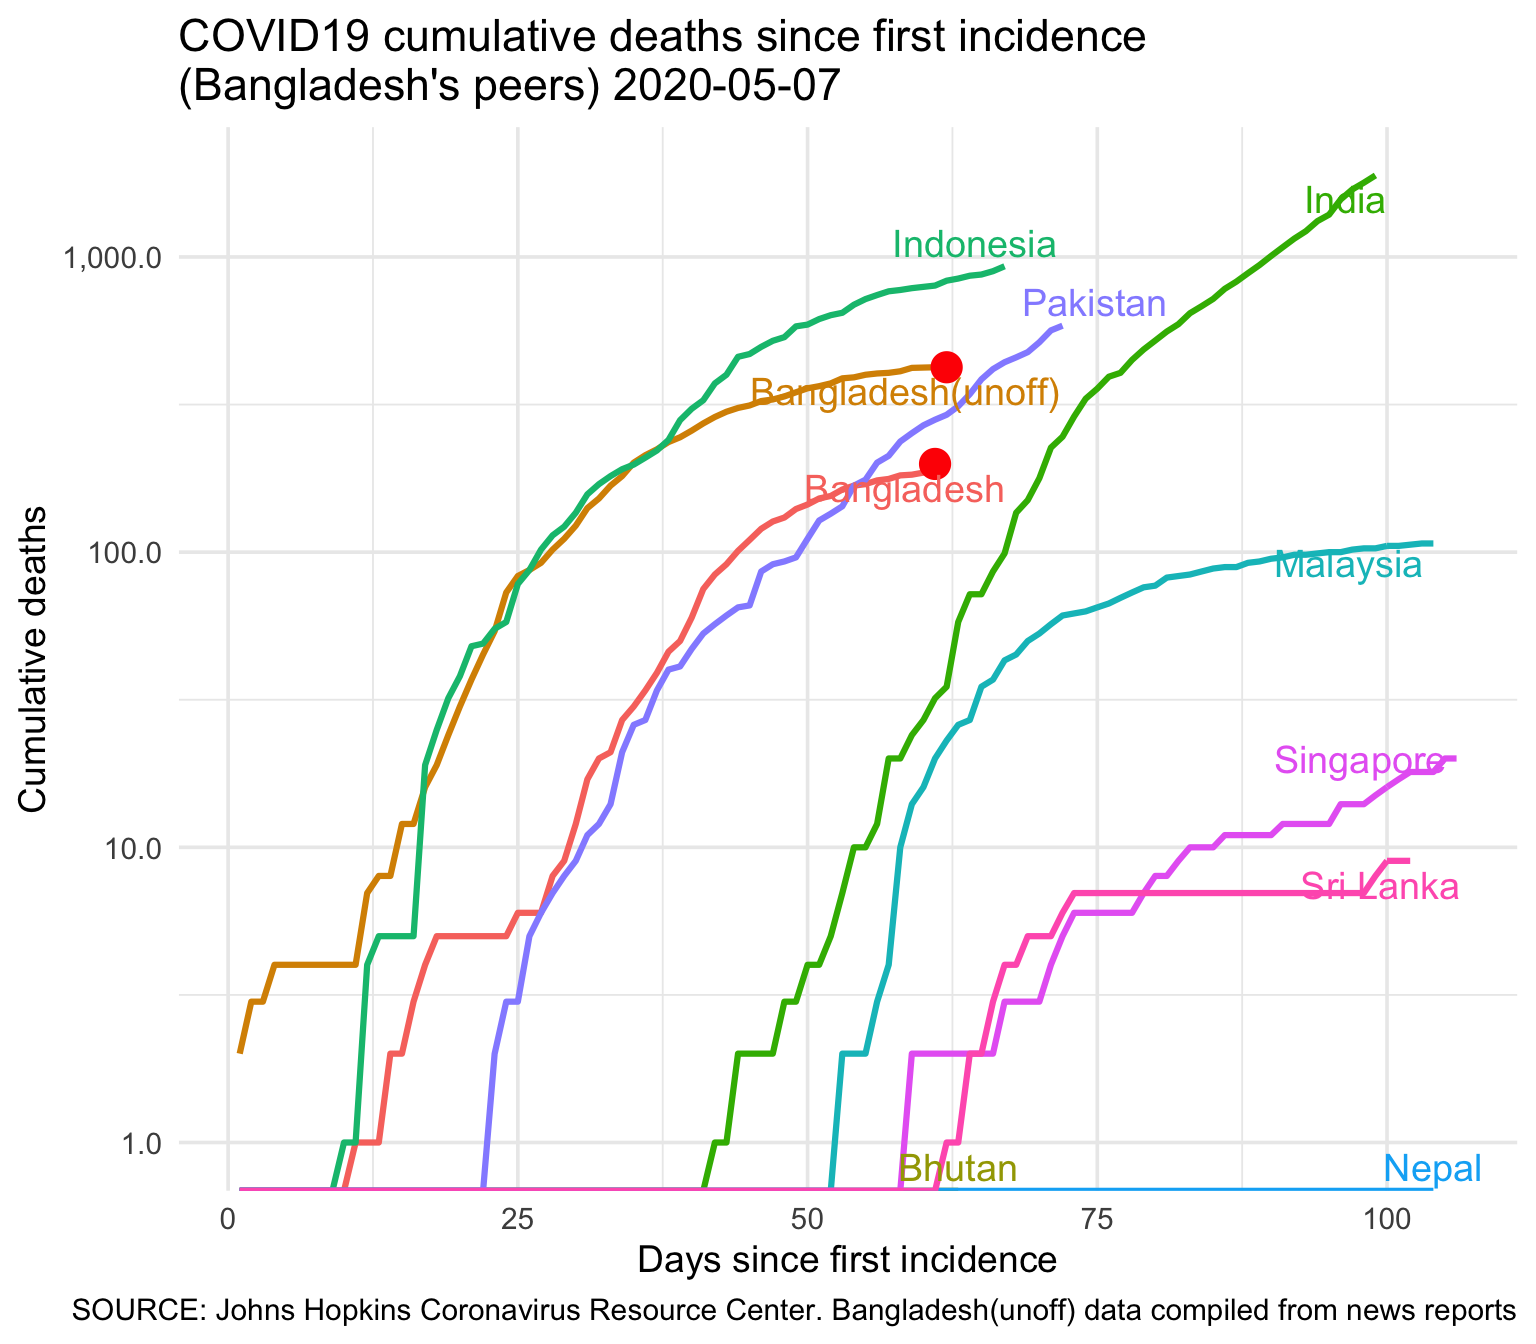 COVID19 cumulative deaths since first incidence
(Bangladesh's peers) 2020-05-07
Cumulative deaths
1,000.0
100.0
10.0
1.0
India
Indonesia
Pakistan
Bangladesh(unoff)
Bangladesh
Malaysia
Singapore
Sri Lanka
Bhutan
Nepal
0
25
50
75
100
Days since first incidence
SOURCE: Johns Hopkins Coronavirus Resource Center. Bangladesh(unoff) data compiled from news reports